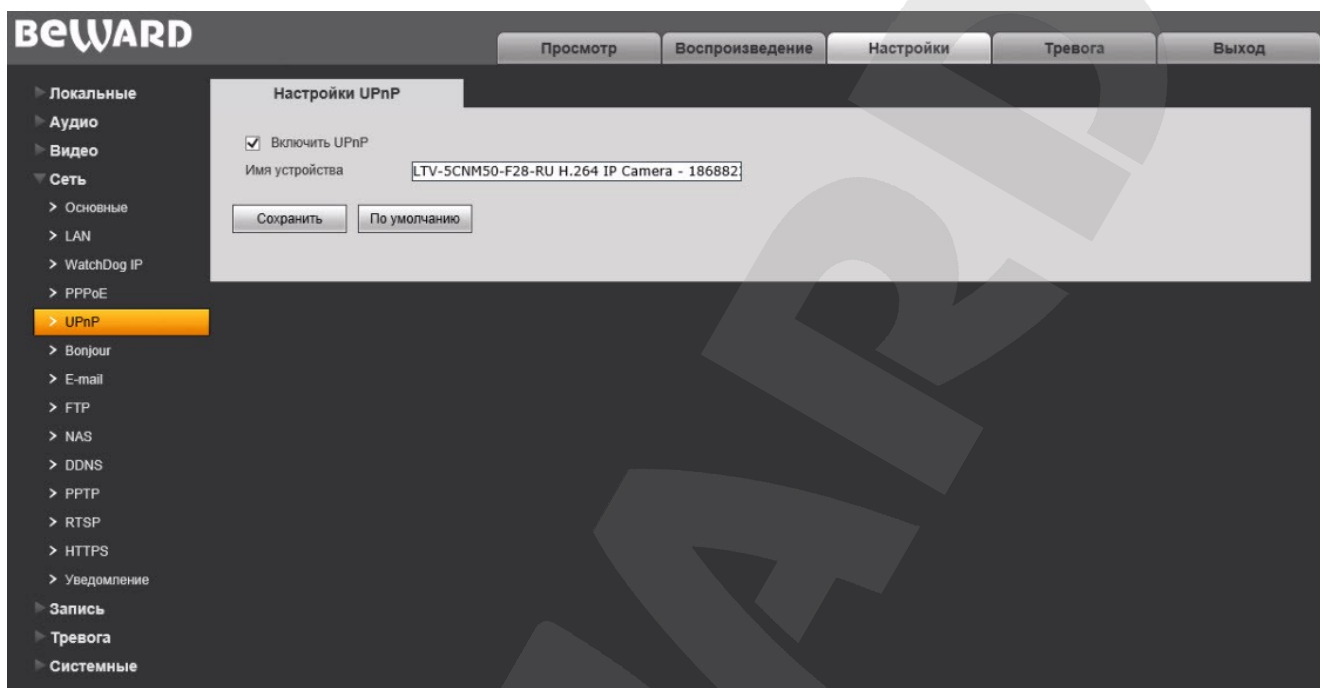 BEWARD
Просмотр Воспроизведение Настройки Тревога Выход
Локальные
Аудио
Видео
Сеть
> Основные
> LAN
> WatchDog IP
> PPPoE
> UPnP
> Bonjour
> E-mail
> FTP
> NAS
> DDNS
> PPTP
> RTSP
> HTTPS
> Уведомление
Запись
Тревога
Системные
Настройки UPnP
Включить UPnP
Имя устройства LTV-5CNM50-F28-RU H.264 IP Camera - 186882
Сохранить По умолчанию